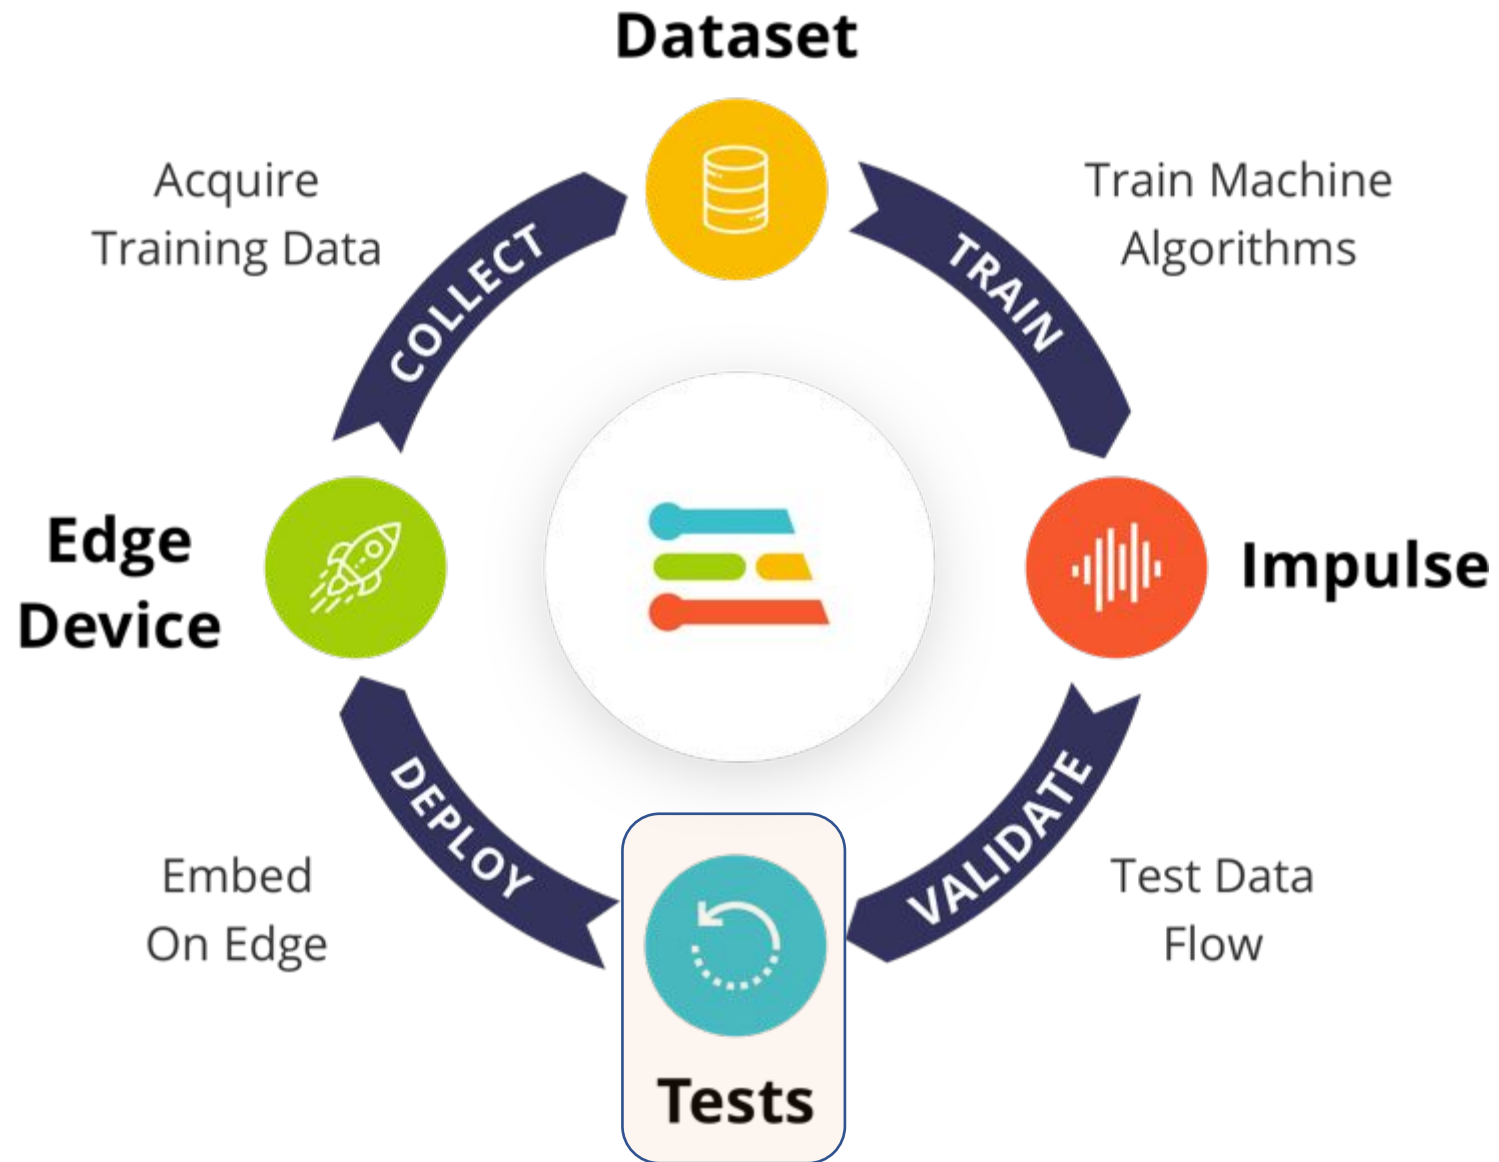 Dataset
Acquire
Training Data
COLLECT
TRAIN
Train Machine
Algorithms
Edge
Device
Impulse
DEPLOY
VALIDATE
Embed
On Edge
Test Data
Flow
Tests